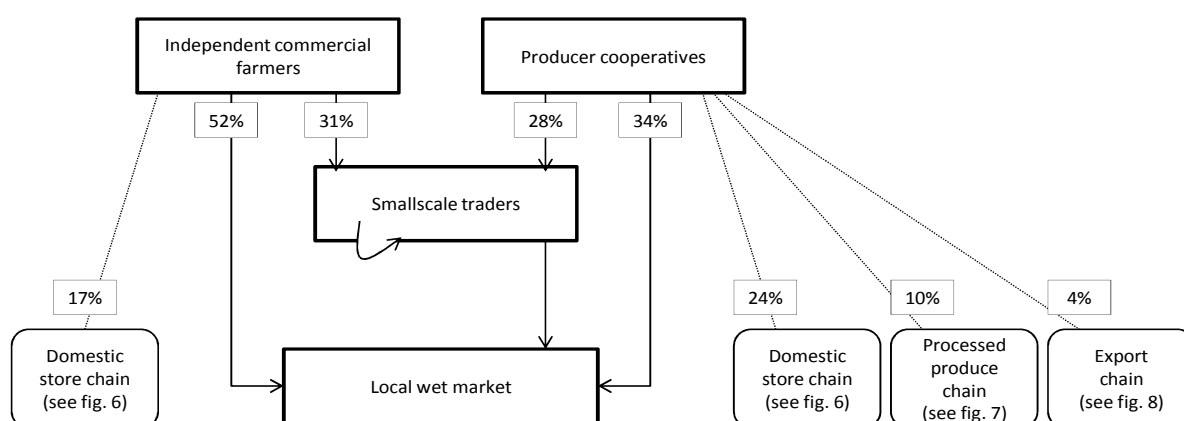 Independent commercial
farmers
Producer cooperatives
52%
31%
28%
34%
Smallscale traders
17%
24%
10%
4%
Domestic
store chain
(see fig. 6)
Local wet market
Domestic
store chain
(see fig. 6)
Processed
produce
chain
(see fig. 7)
Export
chain
(see fig. 8)